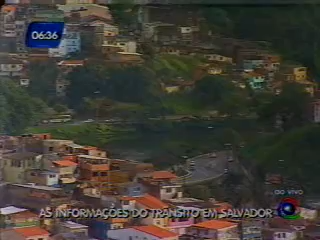 06:36
AO VIVO
AS INFORMAÇÕES DO TRÂNSITO EM SALVADOR